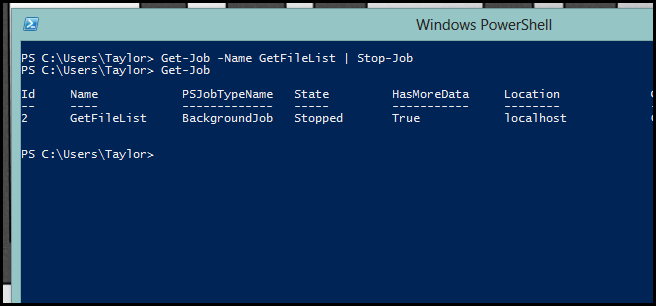 Windows PowerShell
PS C:\Users\Taylor> Get-Job -Name GetFileList | Stop-Job
PS C:\Users\Taylor> Get-Job
Id Name PSJobTypeName State HasMoreData Location
-- ---- ------------- ----- ----------- --------
2 GetFileList BackgroundJob Stopped True localhost
PS C:\Users\Taylor>